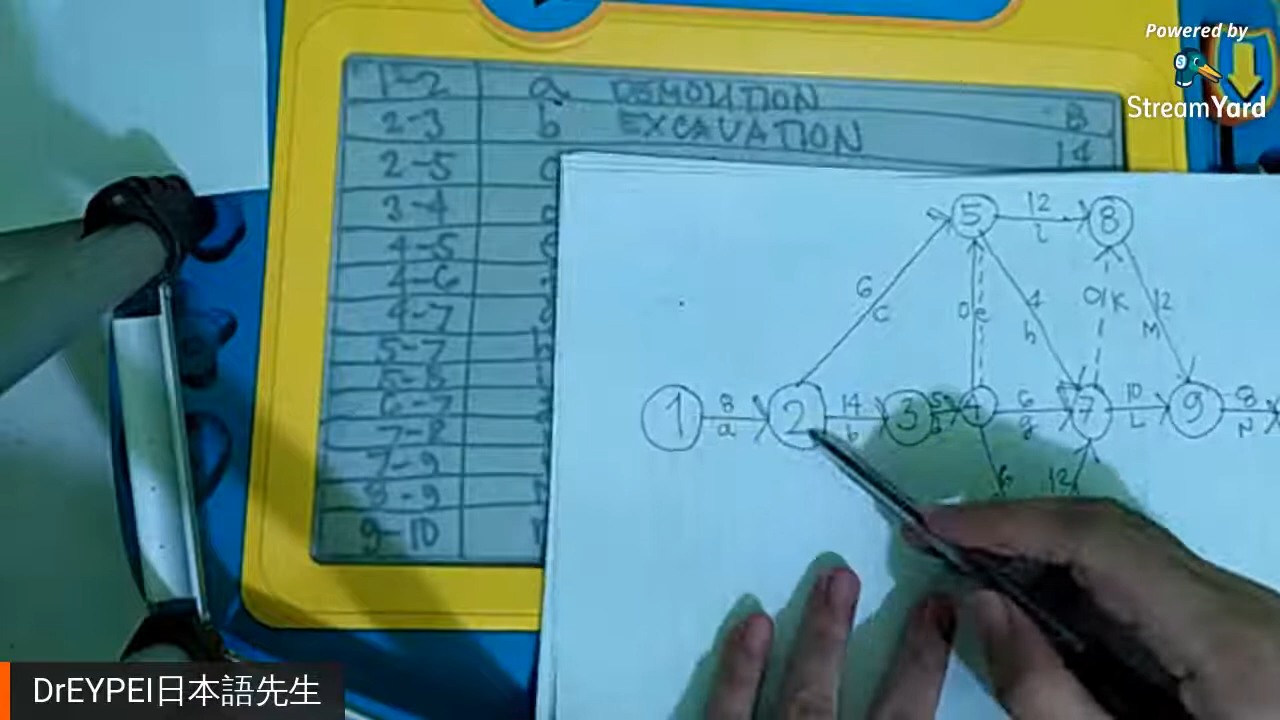 Powered by
StreamYard
1-2 a DEMOLITION 8
2-3 b EXCAVATION 14
2-5
3-4
4-5
4-6
4-7
5-7
5-8
6-7
7-8
7-9
8-9
9-10
5 12 i 8
6 c
0 e
4 h
0 k
12 M
1 8 a 2 14 b 3 5 4 6 g 7 10 L 9 8 N
6 12
DrEYPEI日本語先生